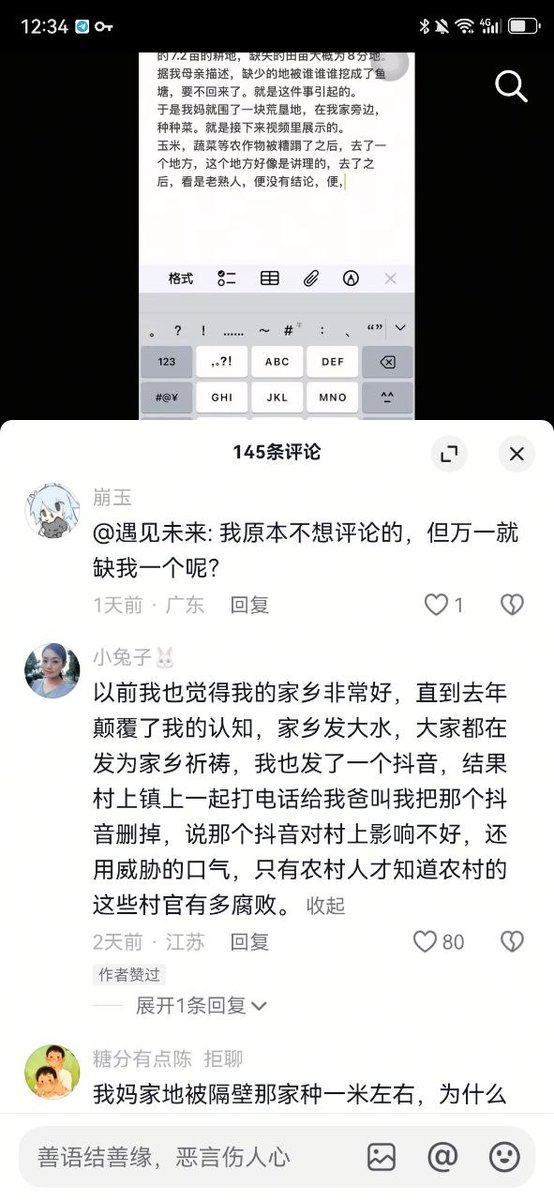 12:34
4G
的7.2亩的耕地，缺失的田亩大概为8分地。
据我母亲描述，缺少的地被谁谁谁挖成了鱼
塘，要不回来了。就是这件事引起的。
于是我妈就围了一块荒垦地，在我家旁边，
种种菜。就是接下来视频里展示的。
玉米，蔬菜等农作物被糟蹋了之后，去了一
个地方，这个地方好像是讲理的，去了之
后，看是老熟人，便没有结论，便，
格式
。 ? ! …… ~ # : 、 “”
123 ,。?! ABC DEF
#@¥ GHI JKL MNO ^^
145条评论
崩玉
@遇见未来: 我原本不想评论的，但万一就
缺我一个呢？
1天前 · 广东 回复 1
小兔子🐰
以前我也觉得我的家乡非常好，直到去年
颠覆了我的认知，家乡发大水，大家都在
发为家乡祈祷，我也发了一个抖音，结果
村上镇上一起打电话给我爸叫我把那个抖
音删掉，说那个抖音对村上影响不好，还
用威胁的口气，只有农村人才知道农村的
这些村官有多腐败。 收起
2天前 · 江苏 回复 80
作者赞过
展开1条回复
糖分有点陈 拒聊
我妈家地被隔壁那家种一米左右，为什么
善语结善缘，恶言伤人心